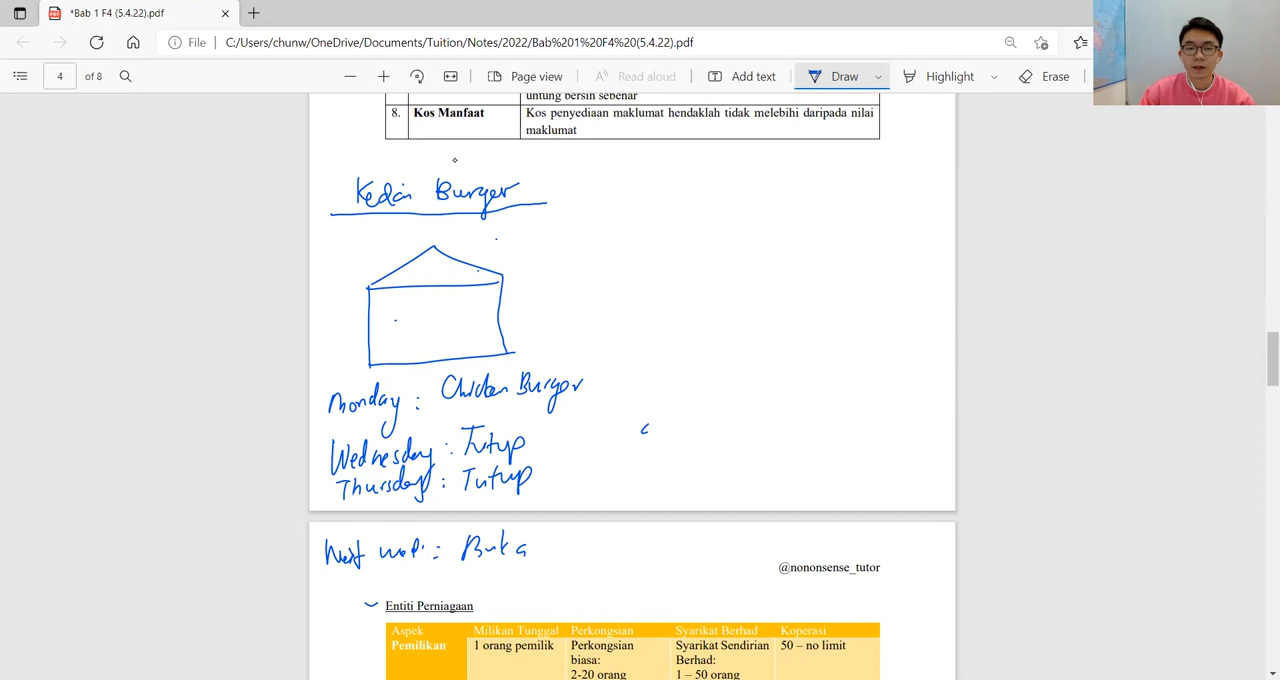 *Bab 1 F4 (5.4.22).pdf
File C:/Users/chunw/OneDrive/Documents/Tuition/Notes/2022/Bab%201%20F4%20(5.4.22).pdf
4 of 8 Page view Read aloud Add text Draw Highlight Erase
untung bersih sebenar
8. Kos Manfaat Kos penyediaan maklumat hendaklah tidak melebihi daripada nilai
maklumat
Kedai Burger
Monday : Chicken Burger
Wednesday : Tutup
Thursday : Tutup
Next wed : Buka
@nononsense_tutor
Entiti Perniagaan
Aspek Milikan Tunggal Perkongsian Syarikat Berhad Koperasi
Pemilikan 1 orang pemilik Perkongsian Syarikat Sendirian 50 – no limit
biasa: Berhad:
2-20 orang 1 – 50 orang